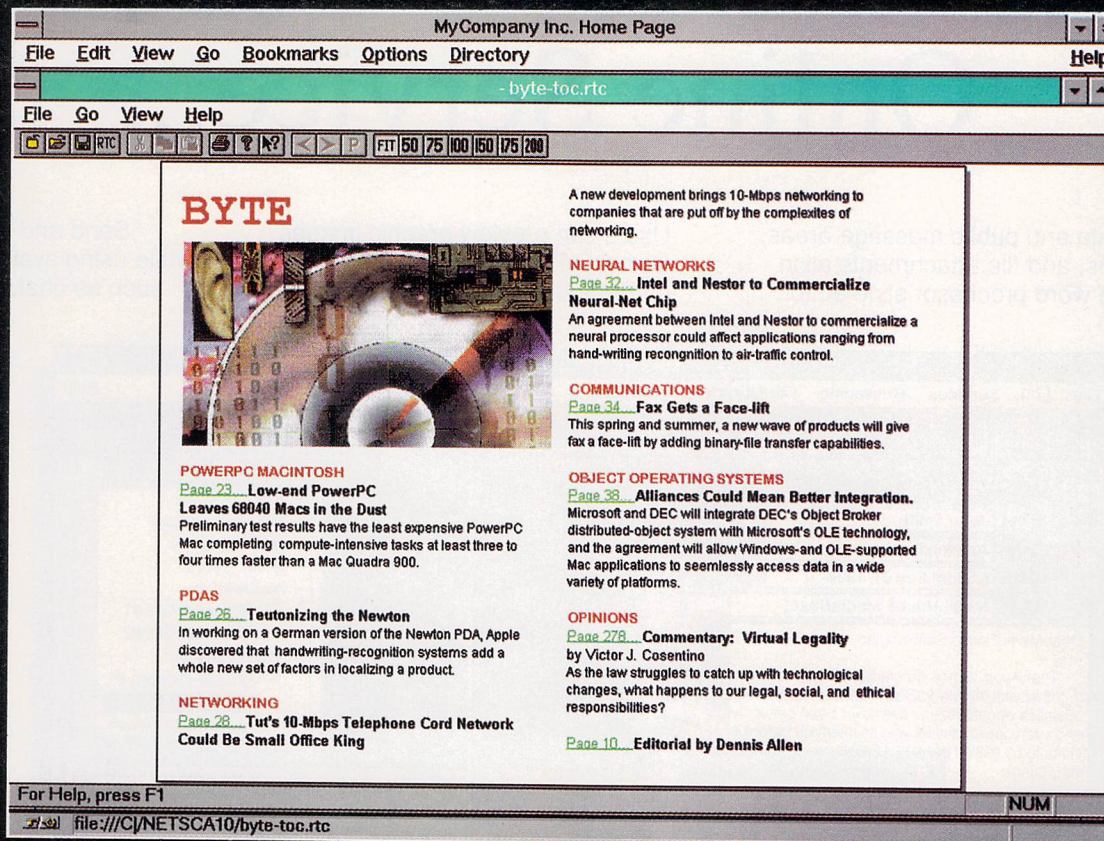 MyCompany Inc. Home Page
File Edit View Go Bookmarks Options Directory Help
- byte-toc.rtc
File Go View Help
RTC P FIT 50 75 100 150 175 200
BYTE
POWERPC MACINTOSH
Page 23....Low-end PowerPC
Leaves 68040 Macs in the Dust
Preliminary test results have the least expensive PowerPC
Mac completing compute-intensive tasks at least three to
four times faster than a Mac Quadra 900.
PDAS
Page 26....Teutonizing the Newton
In working on a German version of the Newton PDA, Apple
discovered that handwriting-recognition systems add a
whole new set of factors in localizing a product.
NETWORKING
Page 28....Tut's 10-Mbps Telephone Cord Network
Could Be Small Office King
A new development brings 10-Mbps networking to
companies that are put off by the complexites of
networking.
NEURAL NETWORKS
Page 32....Intel and Nestor to Commercialize
Neural-Net Chip
An agreement between Intel and Nestor to commercialize a
neural processor could affect applications ranging from
hand-writing recongnition to air-traffic control.
COMMUNICATIONS
Page 34....Fax Gets a Face-lift
This spring and summer, a new wave of products will give
fax a face-lift by adding binary-file transfer capabilities.
OBJECT OPERATING SYSTEMS
Page 38....Alliances Could Mean Better Integration.
Microsoft and DEC will integrate DEC's Object Broker
distributed-object system with Microsoft's OLE technology,
and the agreement will allow Windows-and OLE-supported
Mac applications to seemlessly access data in a wide
variety of platforms.
OPINIONS
Page 278....Commentary: Virtual Legality
by Victor J. Cosentino
As the law struggles to catch up with technological
changes, what happens to our legal, social, and ethical
responsibilities?
Page 10....Editorial by Dennis Allen
For Help, press F1
NUM
file:///C|/NETSCA10/byte-toc.rtc